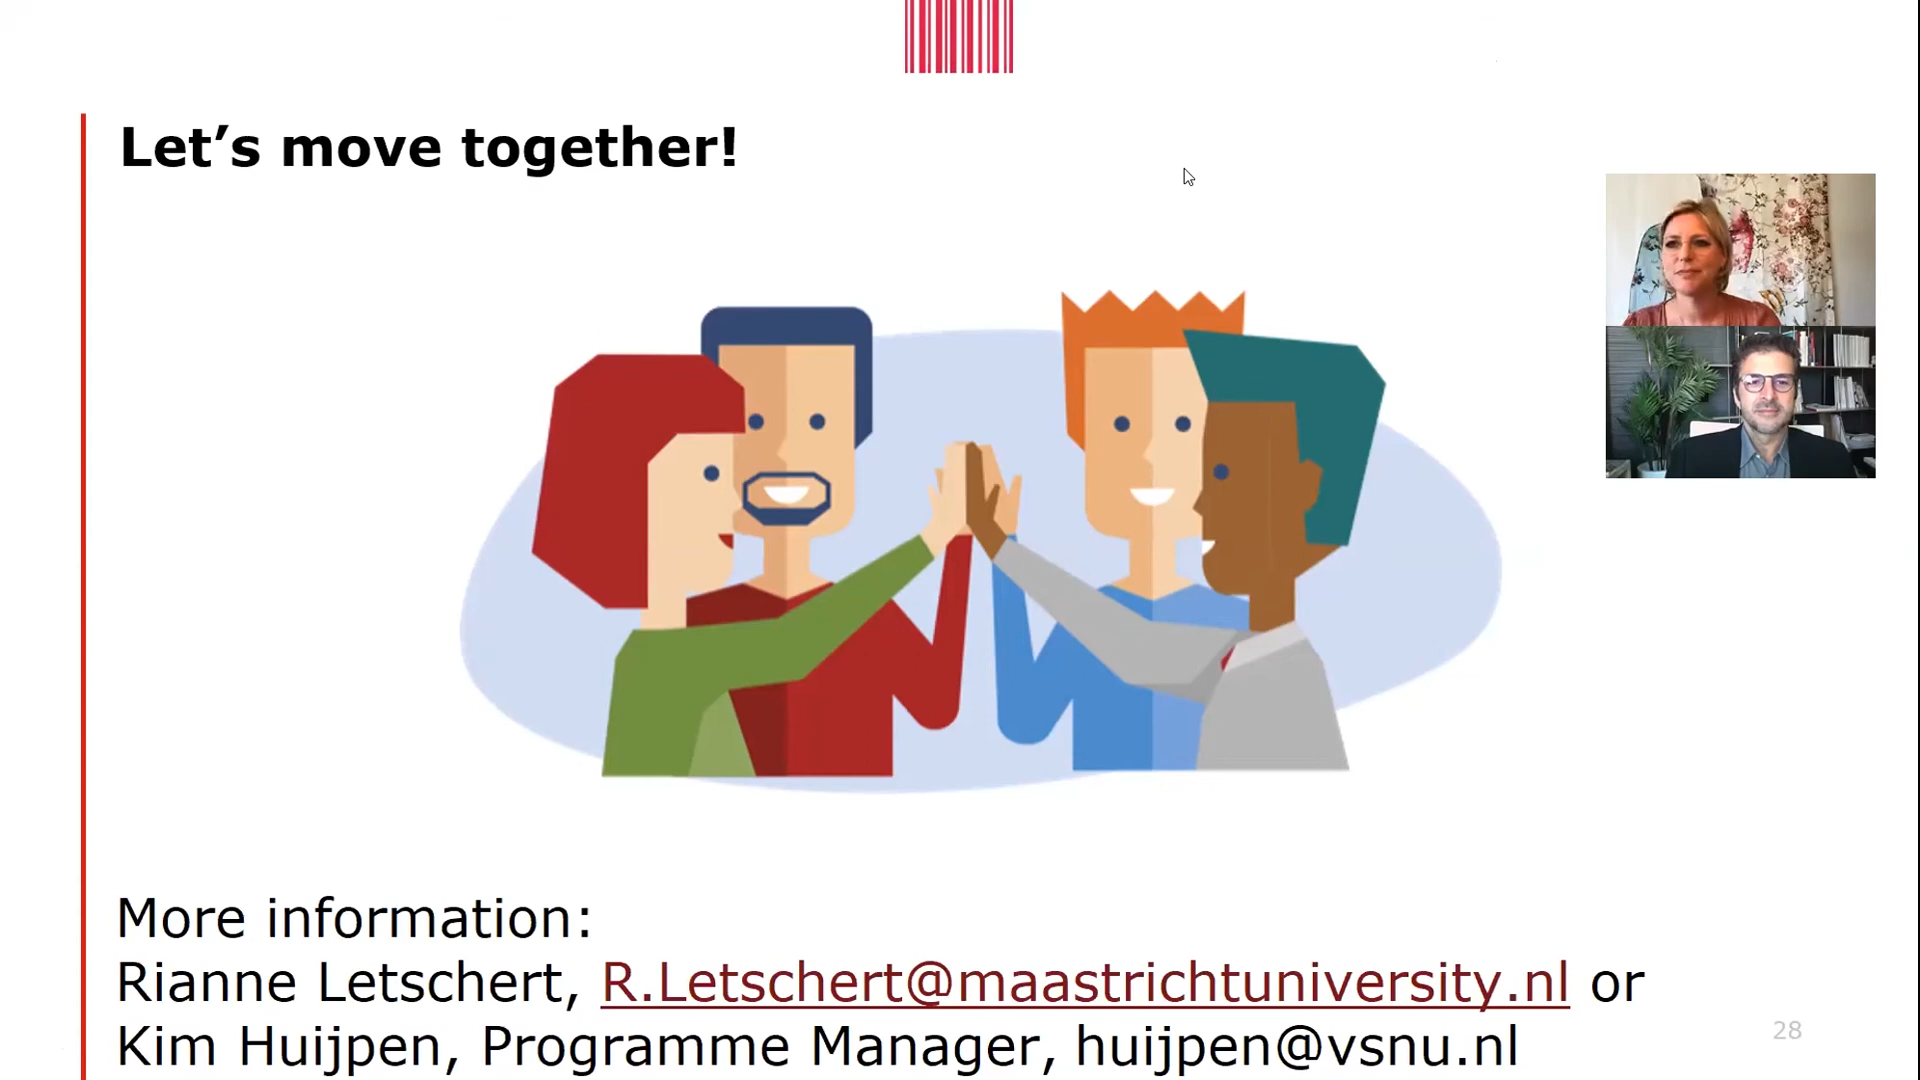 Let’s move together!
More information:
Rianne Letschert, R.Letschert@maastrichtuniversity.nl or
Kim Huijpen, Programme Manager, huijpen@vsnu.nl
28